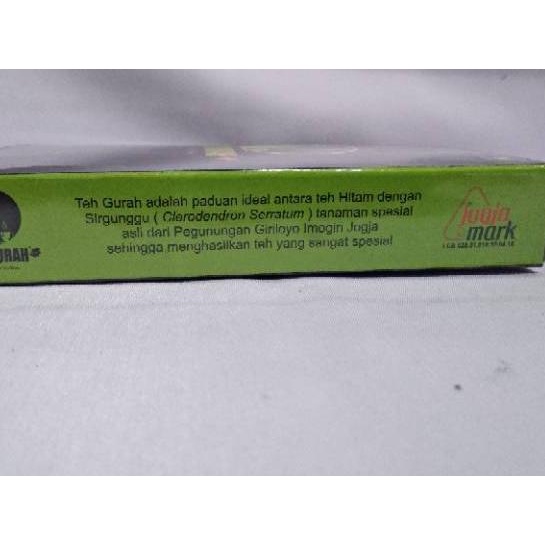 Teh Gurah adalah paduan ideal antara teh Hitam dengan
Sirgunggu ( Clerodendron Serratum ) tanaman spesial
asli dari Pegunungan Giriloyo Imogiri Jogja
sehingga menghasilkan teh yang sangat spesial
URAH
jogja
mark